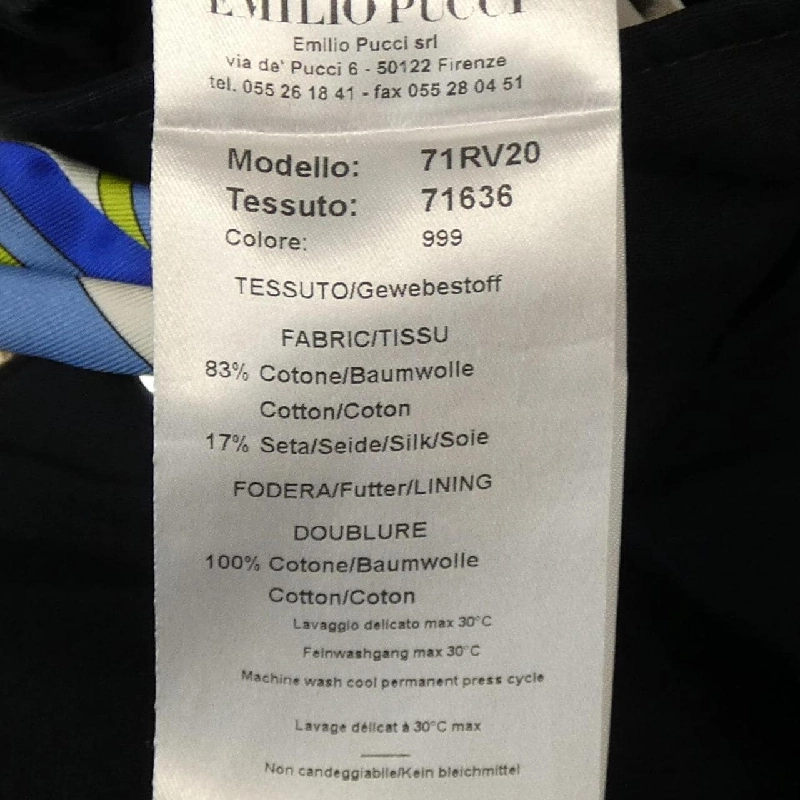 EMILIO PUCCI
Emilio Pucci srl
via de' Pucci 6 - 50122 Firenze
tel. 055 26 18 41 - fax 055 28 04 51
Modello: 71RV20
Tessuto: 71636
Colore: 999
TESSUTO/Gewebestoff
FABRIC/TISSU
83% Cotone/Baumwolle
Cotton/Coton
17% Seta/Seide/Silk/Soie
FODERA/Futter/LINING
DOUBLURE
100% Cotone/Baumwolle
Cotton/Coton
Lavaggio delicato max 30°C
Feinwashgang max 30°C
Machine wash cool permanent press cycle
Lavage délicat à 30°C max
Non candeggiabile/Kein bleichmittel